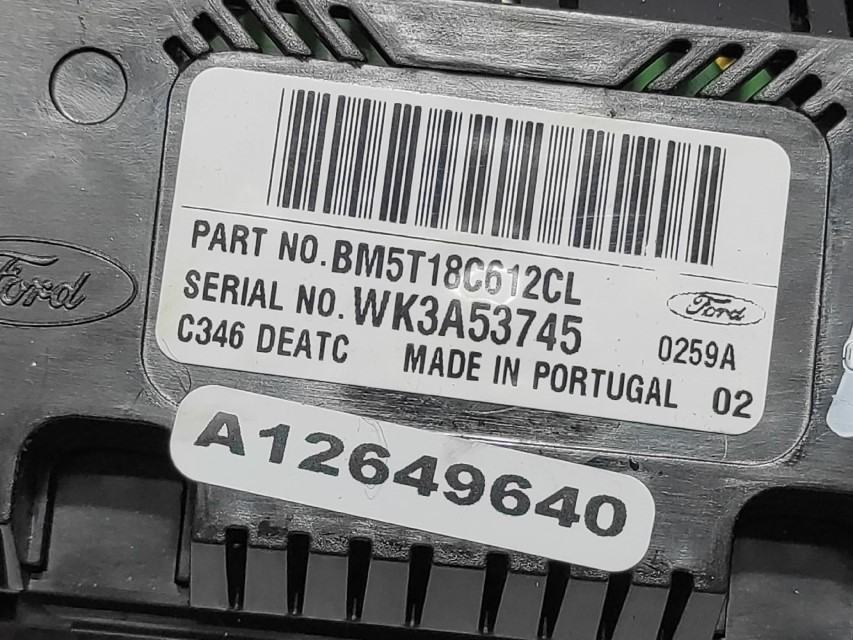 PART NO. BM5T18C612CL
Ford
SERIAL NO. WK3A53745
Ford
0259A
C346 DEATC MADE IN PORTUGAL 02
A12649640